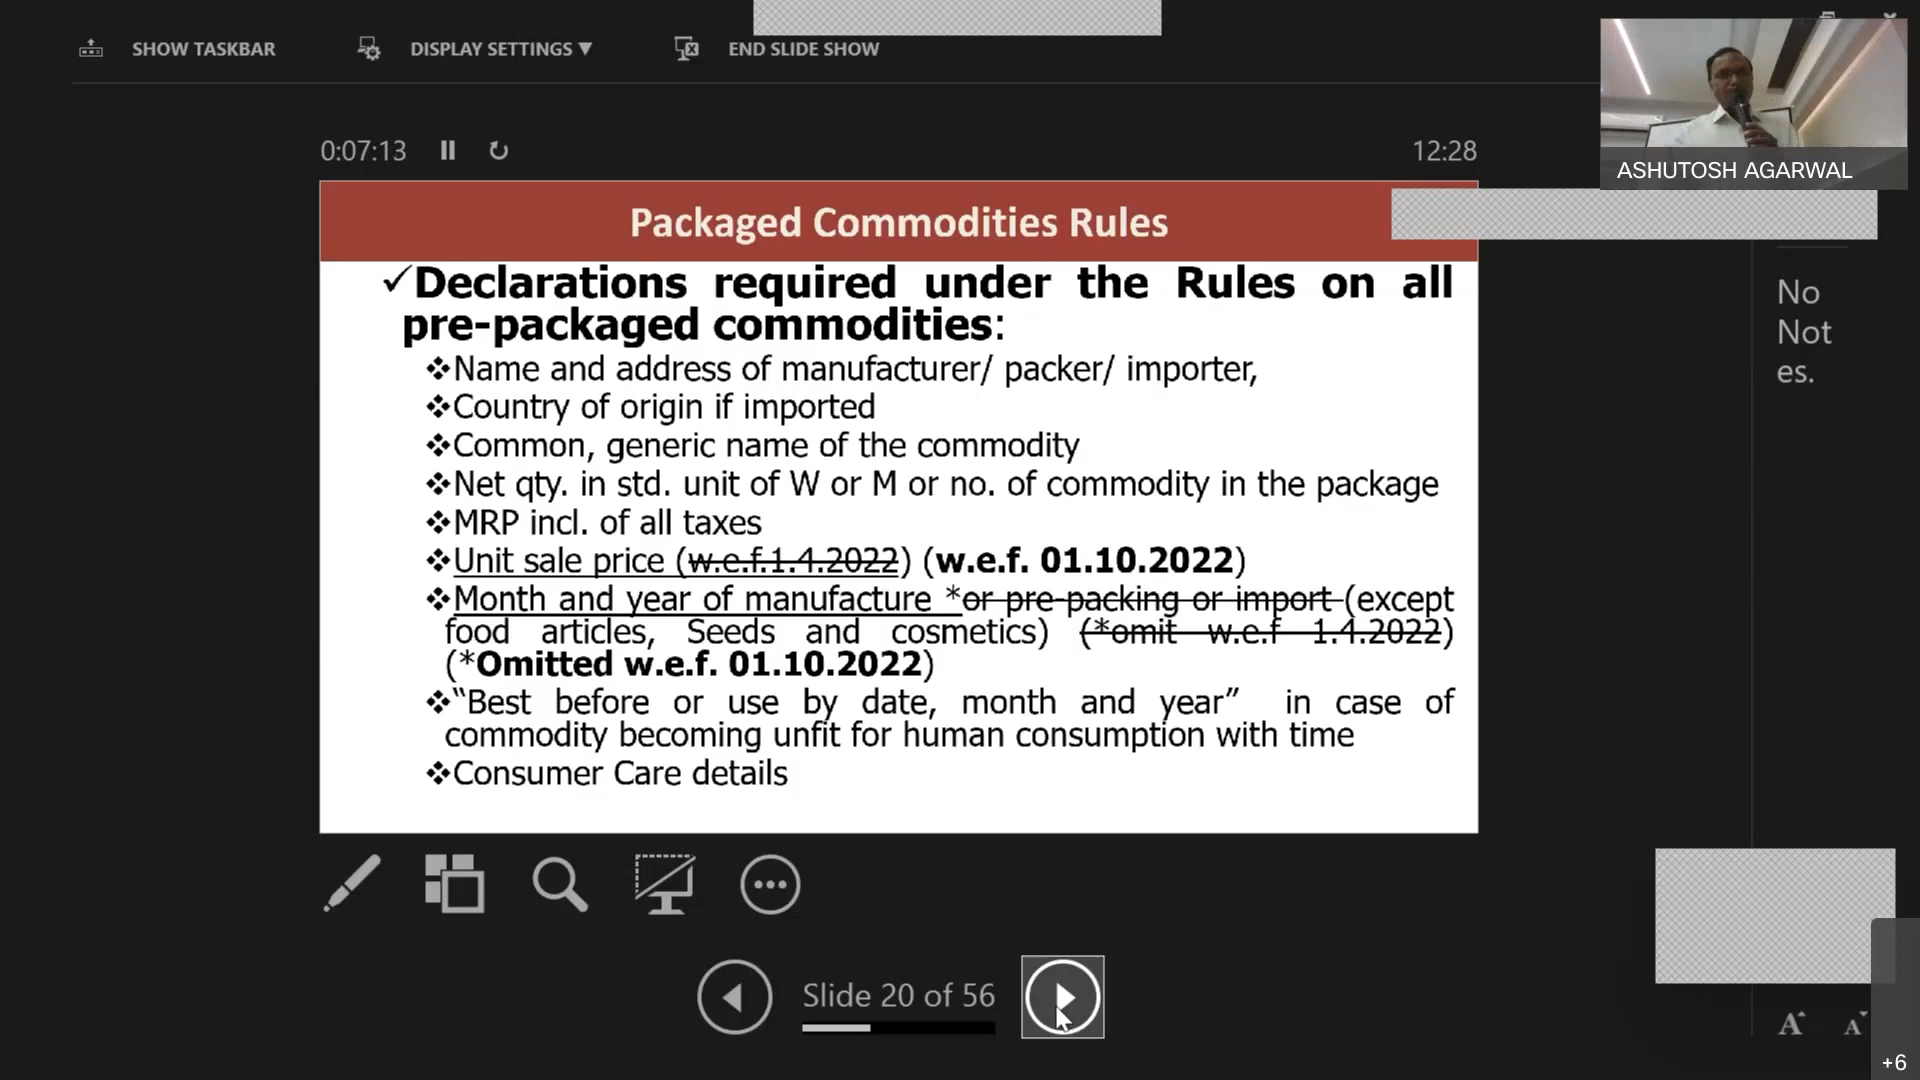 SHOW TASKBAR
DISPLAY SETTINGS ▼
END SLIDE SHOW
ASHUTOSH AGARWAL
0:07:13
12:28
Packaged Commodities Rules
✓Declarations required under the Rules on all
pre-packaged commodities:
❖Name and address of manufacturer/ packer/ importer,
❖Country of origin if imported
❖Common, generic name of the commodity
❖Net qty. in std. unit of W or M or no. of commodity in the package
❖MRP incl. of all taxes
❖Unit sale price (w.e.f.1.4.2022) (w.e.f. 01.10.2022)
❖Month and year of manufacture *or pre-packing or import (except
food articles, Seeds and cosmetics) (*omit w.e.f 1.4.2022)
(*Omitted w.e.f. 01.10.2022)
❖“Best before or use by date, month and year” in case of
commodity becoming unfit for human consumption with time
❖Consumer Care details
No
Not
es.
Slide 20 of 56
A A
+6